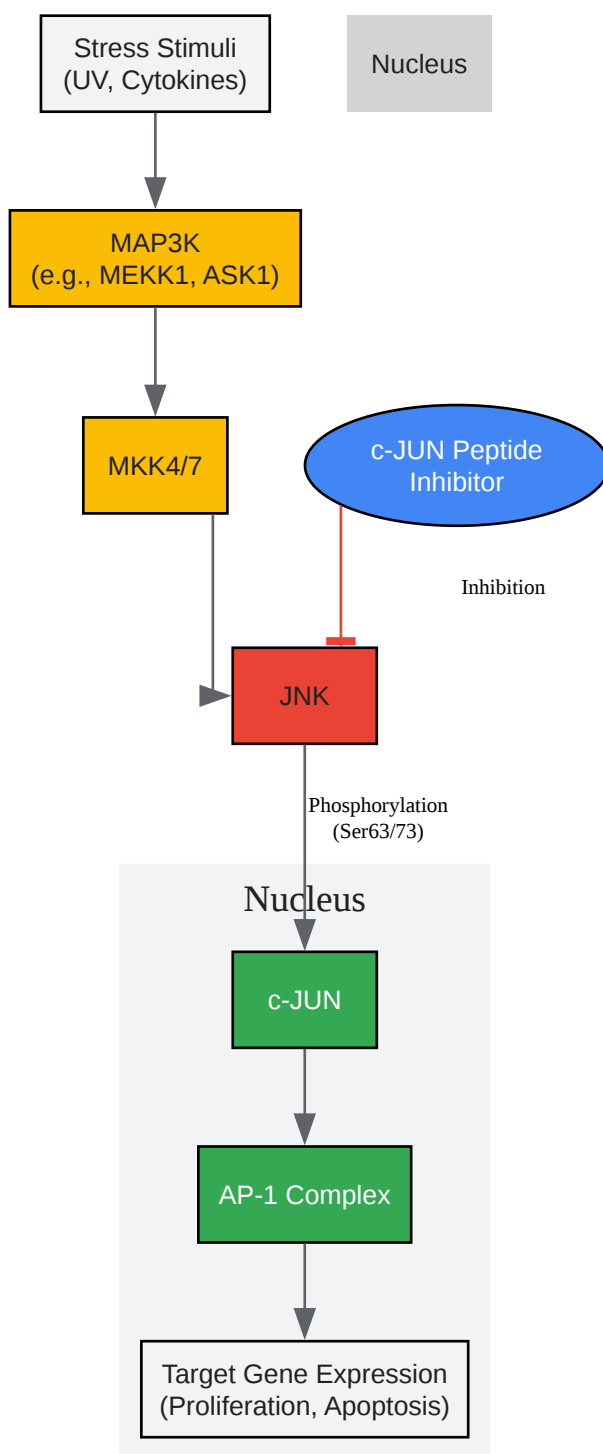 Stress Stimuli
(UV, Cytokines)
Nucleus
MAP3K
(e.g., MEKK1, ASK1)
MKK4/7
c-JUN Peptide
Inhibitor
Inhibition
JNK
Phosphorylation
(Ser63/73)
Nucleus
c-JUN
AP-1 Complex
Target Gene Expression
(Proliferation, Apoptosis)